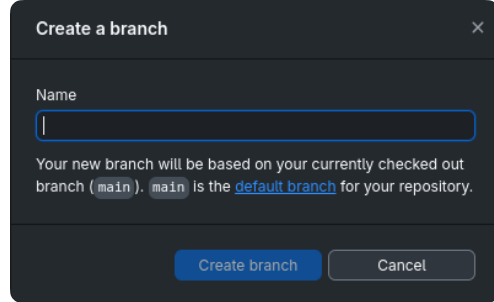 Create a branch
Name
Your new branch will be based on your currently checked out
branch (main). main is the default branch for your repository.
Create branch
Cancel